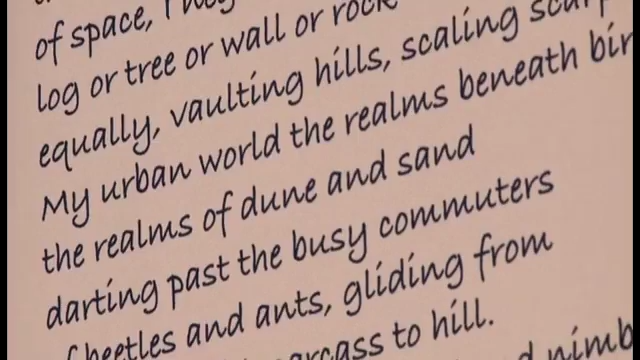 of space,
log or tree or wall or rock
equally, vaulting hills, scaling
My urban world the realms beneath
the realms of dune and sand
darting past the busy commuters
of beetles and ants, gliding from
to hill.